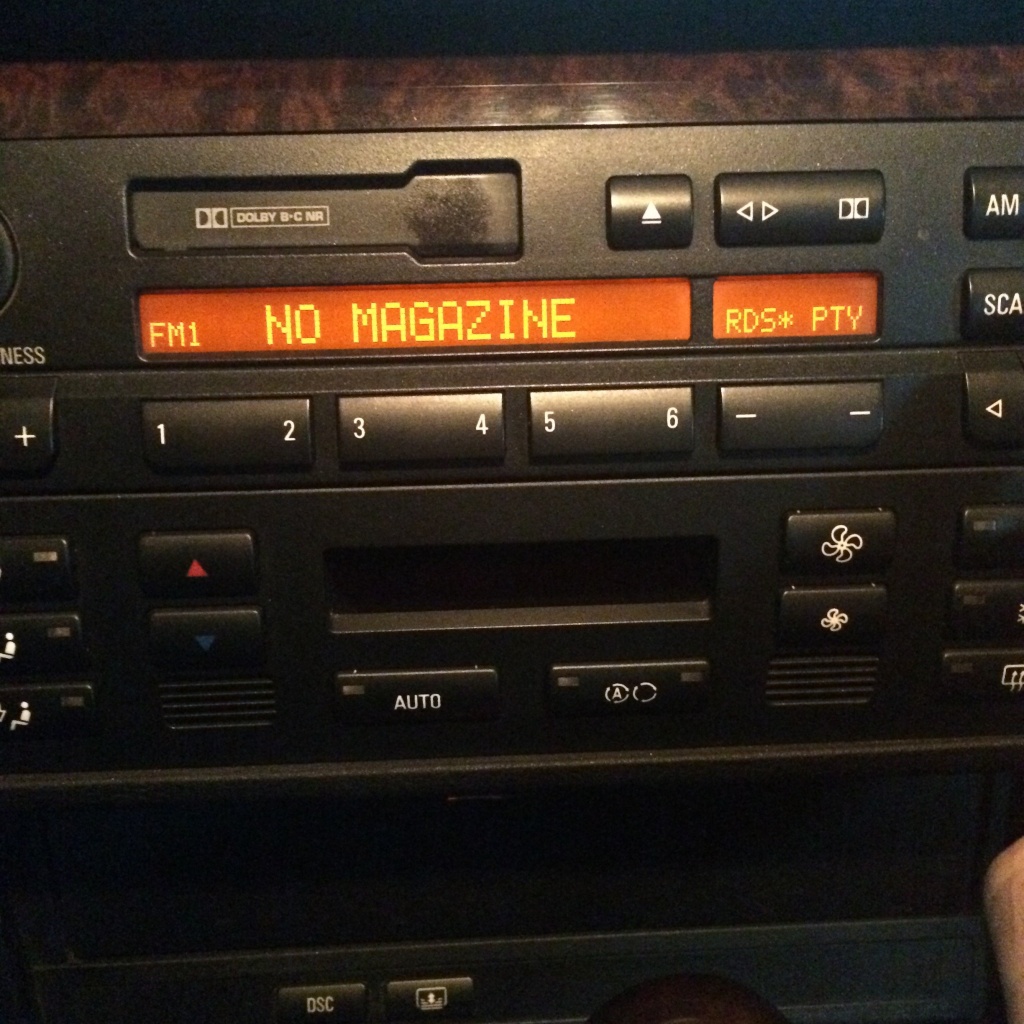 DOLBY B·C NR
AM
FM1 NO MAGAZINE RDS* PTY
SCA
NESS
+ 1 2 3 4 5 6 — —
AUTO
A
DSC